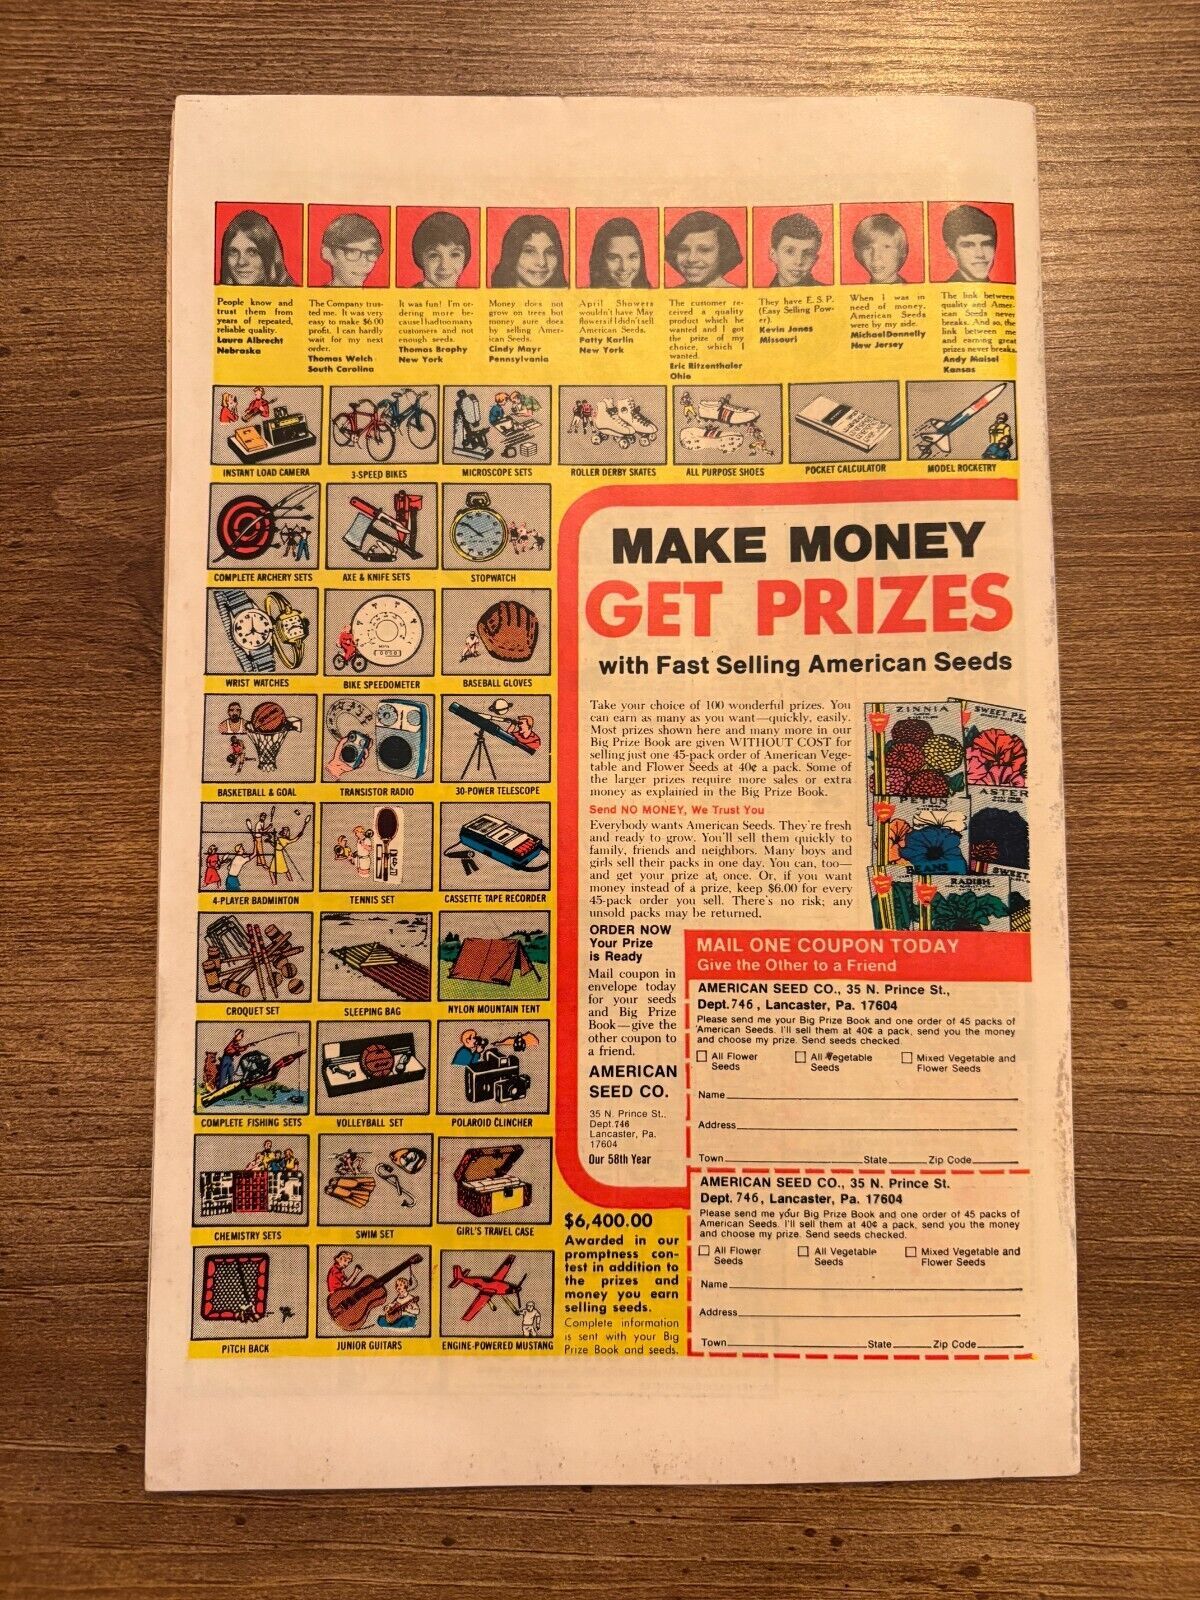 People know and
trust them from
years of repeated,
reliable quality.
Laura Albrecht
Nebraska
The Company trus-
ted me. It was very
easy to make $6.00
profit. I can hardly
wait for my next
order.
Thomas Welch
South Carolina
It was fun! I'm or-
dering more be-
cause I had too many
customers and not
enough seeds.
Thomas Brophy
New York
Money does not
grow on trees but
money sure does
by selling Amer-
ican Seeds.
Cindy Mayr
Pennsylvania
April Showers
wouldn't have May
flowers if I didn't sell
American Seeds.
Patty Karlin
New York
The customer re-
ceived a quality
product which he
wanted and I got
the prize of my
choice, which I
wanted.
Eric Ritzenthaler
Ohio
They have E. S. P.
(Easy Selling Pow-
er).
Kevin Jones
Missouri
When I was in
need of money,
American Seeds
were by my side.
Michael Donnelly
New Jersey
The link between
quality and Amer-
ican Seeds never
breaks. And so, the
link between me
and earning great
prizes never breaks.
Andy Maisel
Kansas
INSTANT LOAD CAMERA
3-SPEED BIKES
MICROSCOPE SETS
ROLLER DERBY SKATES
ALL PURPOSE SHOES
POCKET CALCULATOR
MODEL ROCKETRY
COMPLETE ARCHERY SETS
AXE & KNIFE SETS
STOPWATCH
WRIST WATCHES
BIKE SPEEDOMETER
BASEBALL GLOVES
BASKETBALL & GOAL
TRANSISTOR RADIO
30-POWER TELESCOPE
4-PLAYER BADMINTON
TENNIS SET
CASSETTE TAPE RECORDER
CROQUET SET
SLEEPING BAG
NYLON MOUNTAIN TENT
COMPLETE FISHING SETS
VOLLEYBALL SET
POLAROID CLINCHER
CHEMISTRY SETS
SWIM SET
GIRL'S TRAVEL CASE
PITCH BACK
JUNIOR GUITARS
ENGINE-POWERED MUSTANG
MAKE MONEY
GET PRIZES
with Fast Selling American Seeds
Take your choice of 100 wonderful prizes. You
can earn as many as you want—quickly, easily.
Most prizes shown here and many more in our
Big Prize Book are given WITHOUT COST for
selling just one 45-pack order of American Vege-
table and Flower Seeds at 40¢ a pack. Some of
the larger prizes require more sales or extra
money as explained in the Big Prize Book.
Send NO MONEY, We Trust You
Everybody wants American Seeds. They're fresh
and ready to grow. You'll sell them quickly to
family, friends and neighbors. Many boys and
girls sell their packs in one day. You can, too—
and get your prize at once. Or, if you want
money instead of a prize, keep $6.00 for every
45-pack order you sell. There's no risk; any
unsold packs may be returned.
ZINNIA
SWEET PE
PETUN
ASTER
BEANS
RADISH
SWEET
ORDER NOW
Your Prize
is Ready
Mail coupon in
envelope today
for your seeds
and Big Prize
Book—give the
other coupon to
a friend.
AMERICAN
SEED CO.
35 N. Prince St.,
Dept.746
Lancaster, Pa.
17604
Our 58th Year
$6,400.00
Awarded in our
promptness con-
test in addition to
the prizes and
money you earn
selling seeds.
Complete information
is sent with your Big
Prize Book and seeds.
MAIL ONE COUPON TODAY
Give the Other to a Friend
AMERICAN SEED CO., 35 N. Prince St.,
Dept.746, Lancaster, Pa. 17604
Please send me your Big Prize Book and one order of 45 packs of
American Seeds. I'll sell them at 40¢ a pack, send you the money
and choose my prize. Send seeds checked.
All Flower Seeds
All Vegetable Seeds
Mixed Vegetable and Flower Seeds
Name
Address
Town State Zip Code
AMERICAN SEED CO., 35 N. Prince St.
Dept. 746, Lancaster, Pa. 17604
Please send me your Big Prize Book and one order of 45 packs of
American Seeds. I'll sell them at 40¢ a pack, send you the money
and choose my prize. Send seeds checked.
All Flower Seeds
All Vegetable Seeds
Mixed Vegetable and Flower Seeds
Name
Address
Town State Zip Code